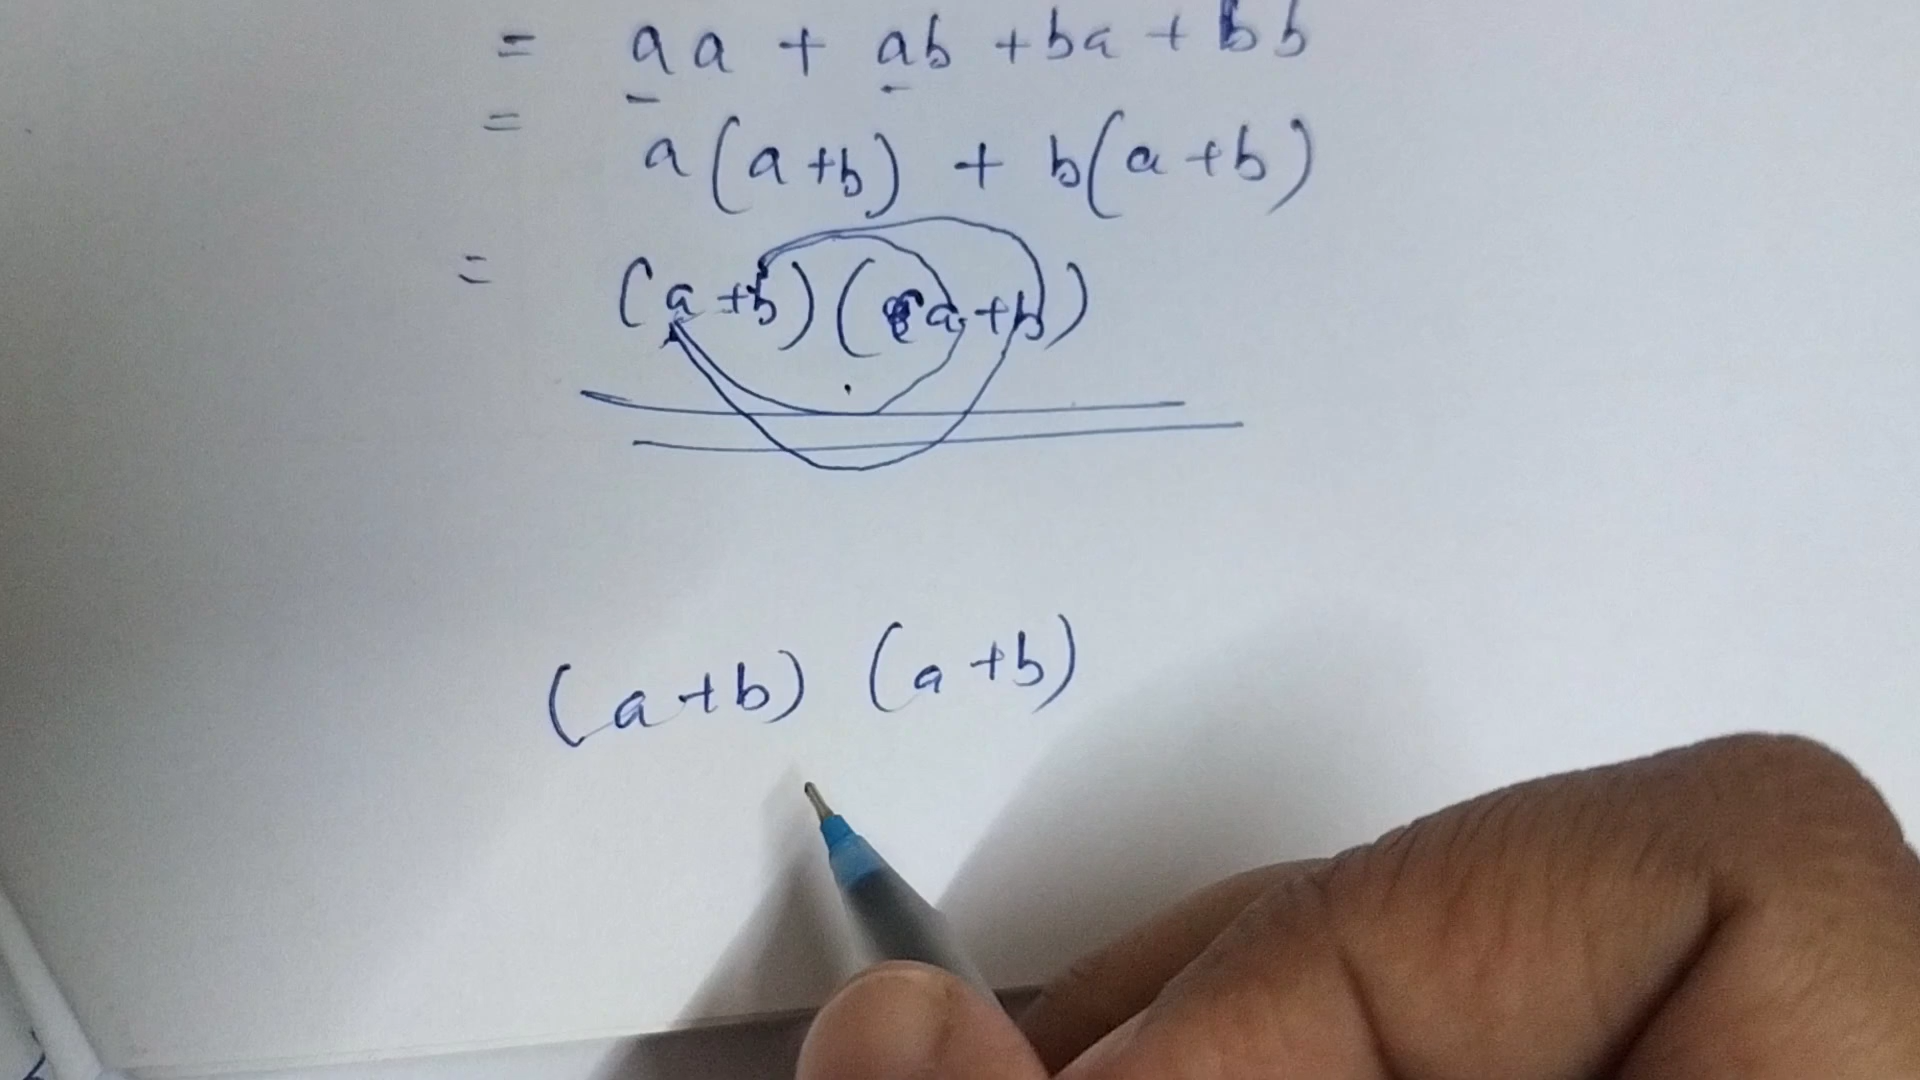 = aa + ab + ba + bb
= a(a+b) + b(a+b)
= (a+b)(a+b)
(a+b) (a+b)